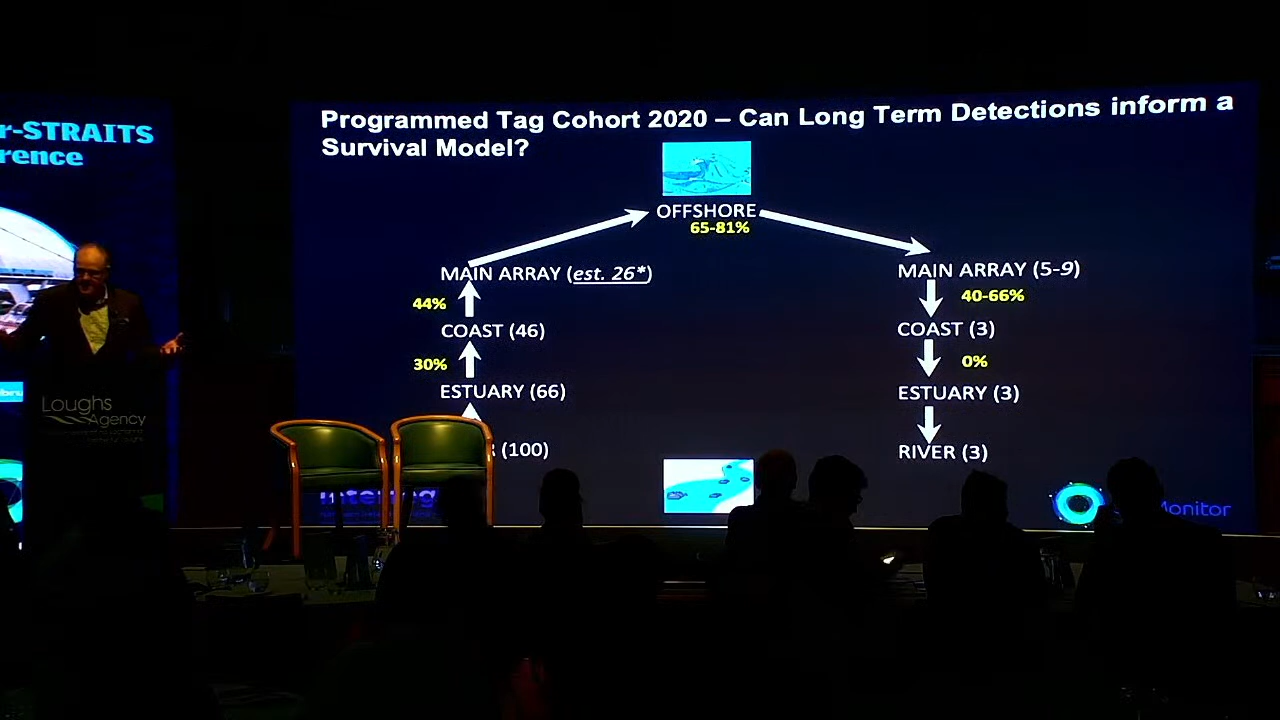 r-STRAITS
rence
Programmed Tag Cohort 2020 – Can Long Term Detections inform a
Survival Model?
OFFSHORE
65-81%
MAIN ARRAY (est. 26*)
44%
COAST (46)
30%
ESTUARY (66)
R (100)
MAIN ARRAY (5-9)
40-66%
COAST (3)
0%
ESTUARY (3)
RIVER (3)
Loughs
Agency
Interreg
Monitor